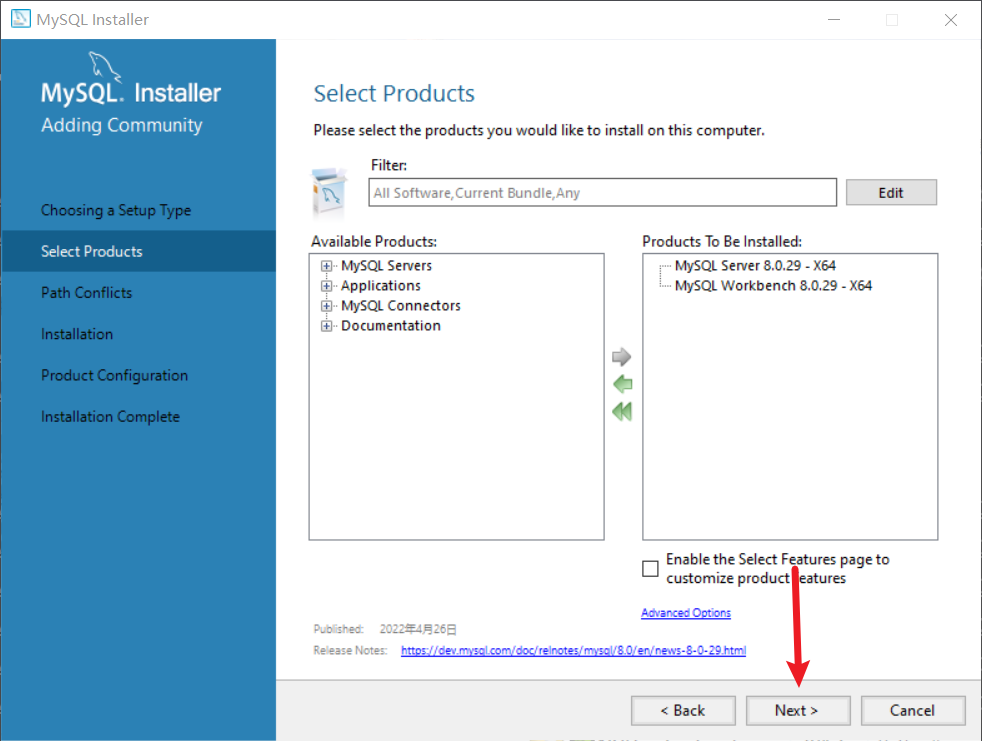 MySQL Installer
MySQL. Installer
Adding Community
Choosing a Setup Type
Select Products
Path Conflicts
Installation
Product Configuration
Installation Complete
Select Products
Please select the products you would like to install on this computer.
Filter:
All Software,Current Bundle,Any
Edit
Available Products:
MySQL Servers
Applications
MySQL Connectors
Documentation
Products To Be Installed:
MySQL Server 8.0.29 - X64
MySQL Workbench 8.0.29 - X64
Enable the Select Features page to
customize product features
Advanced Options
Published: 2022年4月26日
Release Notes: https://dev.mysql.com/doc/relnotes/mysql/8.0/en/news-8-0-29.html
< Back
Next >
Cancel